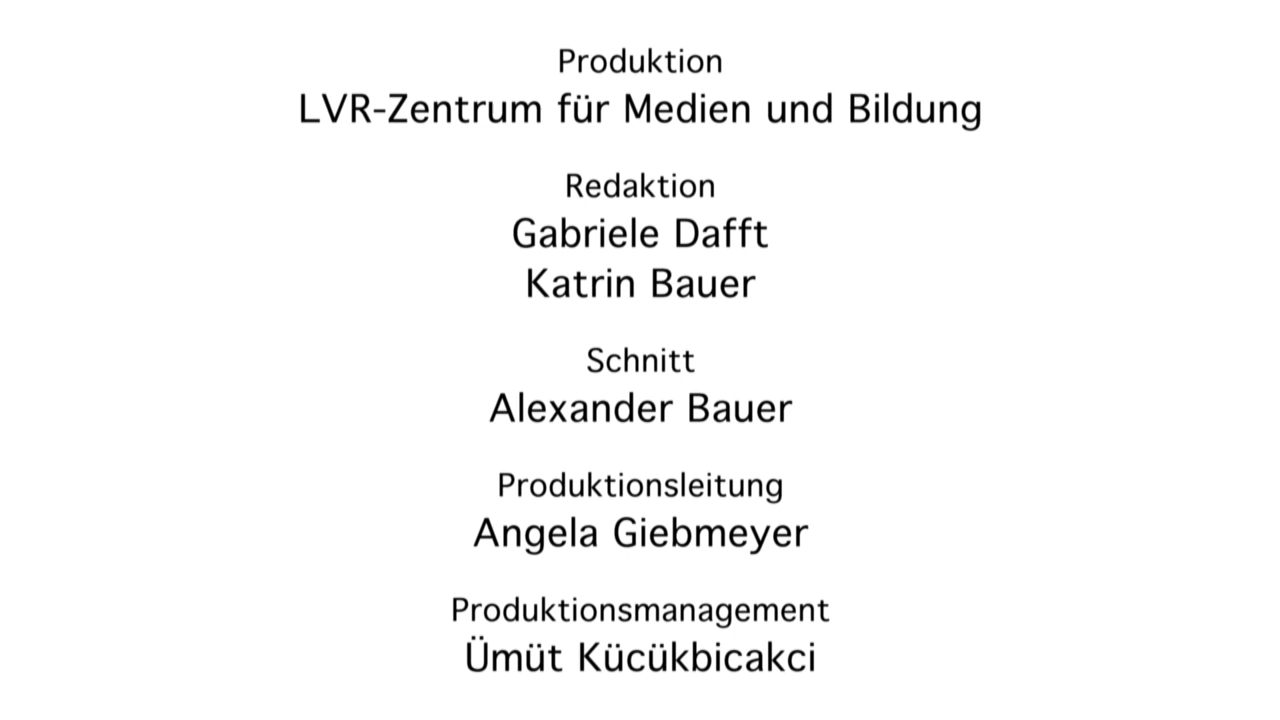 Produktion
LVR-Zentrum für Medien und Bildung
Redaktion
Gabriele Dafft
Katrin Bauer
Schnitt
Alexander Bauer
Produktionsleitung
Angela Giebmeyer
Produktionsmanagement
Ümüt Kücükbicakci